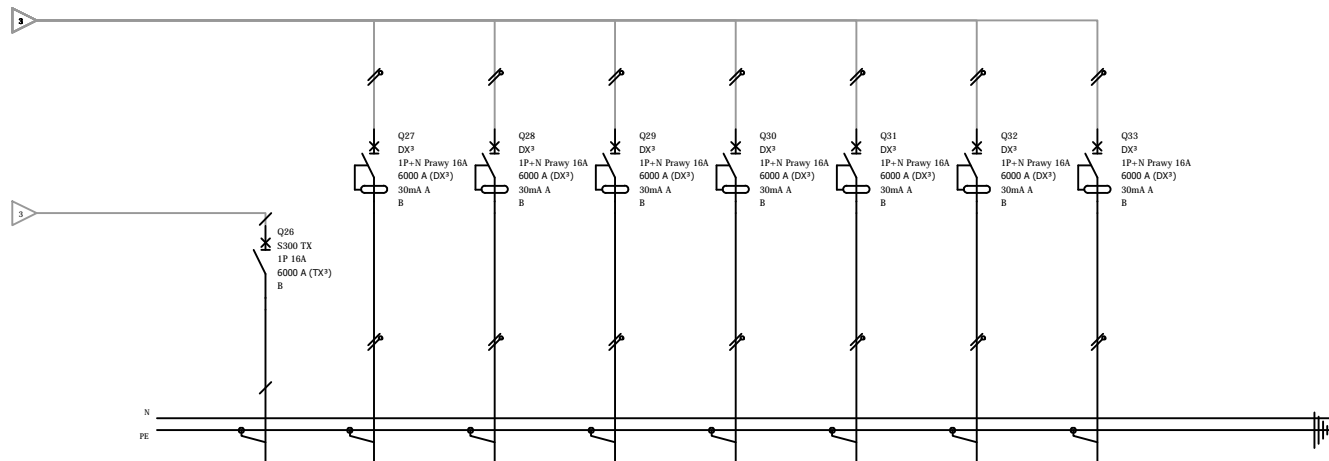 3
Q27
DX³
1P+N Prawy 16A
6000 A (DX³)
30mA A
B
Q28
DX³
1P+N Prawy 16A
6000 A (DX³)
30mA A
B
Q29
DX³
1P+N Prawy 16A
6000 A (DX³)
30mA A
B
Q30
DX³
1P+N Prawy 16A
6000 A (DX³)
30mA A
B
Q31
DX³
1P+N Prawy 16A
6000 A (DX³)
30mA A
B
Q32
DX³
1P+N Prawy 16A
6000 A (DX³)
30mA A
B
Q33
DX³
1P+N Prawy 16A
6000 A (DX³)
30mA A
B
3
Q26
S300 TX
1P 16A
6000 A (TX³)
B
N
PE